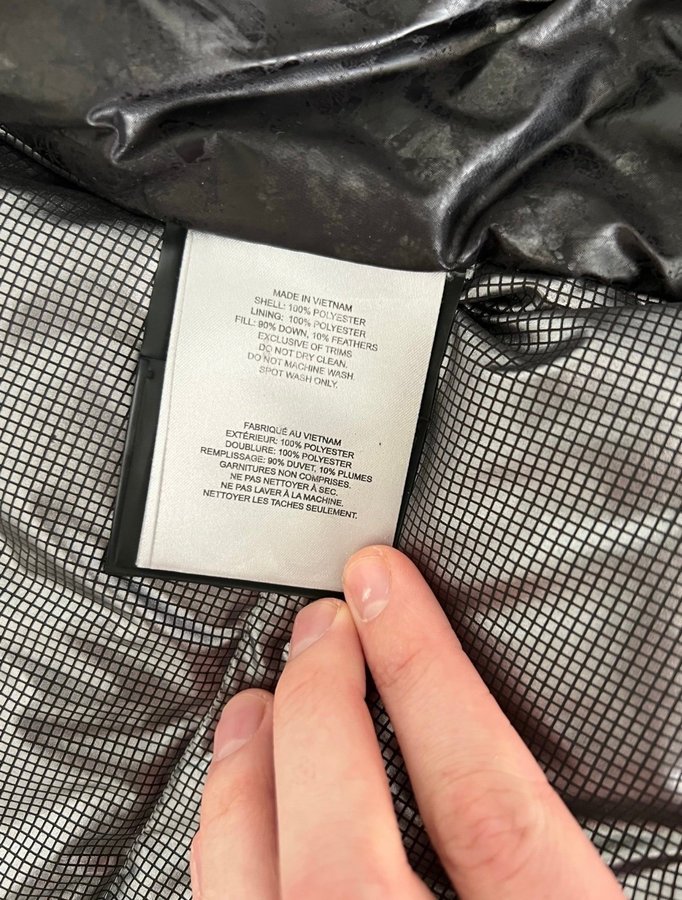 MADE IN VIETNAM
SHELL: 100% POLYESTER
LINING: 100% POLYESTER
FILL: 90% DOWN, 10% FEATHERS
EXCLUSIVE OF TRIMS
DO NOT DRY CLEAN.
DO NOT MACHINE WASH.
SPOT WASH ONLY.
FABRIQUÉ AU VIETNAM
EXTÉRIEUR: 100% POLYESTER
DOUBLURE: 100% POLYESTER
REMPLISSAGE: 90% DUVET, 10% PLUMES
GARNITURES NON COMPRISES.
NE PAS NETTOYER À SEC.
NE PAS LAVER À LA MACHINE.
NETTOYER LES TACHES SEULEMENT.